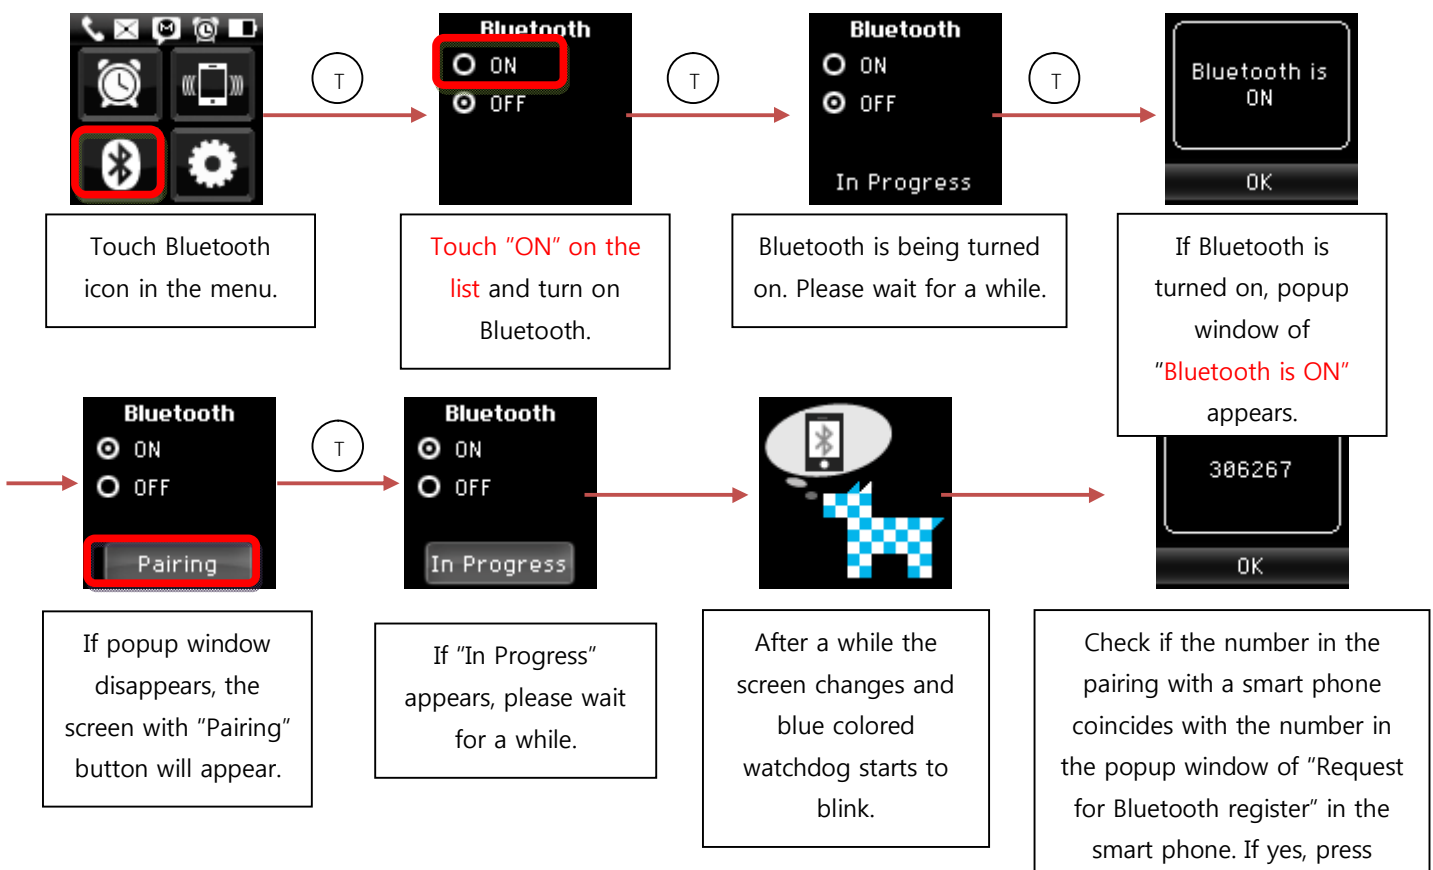 T
Bluetooth
ON
OFF
T
Bluetooth
ON
OFF
In Progress
T
Bluetooth is
ON
OK
Touch Bluetooth
icon in the menu.
Touch "ON" on the
list and turn on
Bluetooth.
Bluetooth is being turned
on. Please wait for a while.
If Bluetooth is
turned on, popup
window of
"Bluetooth is ON"
appears.
Bluetooth
ON
OFF
Pairing
T
Bluetooth
ON
OFF
In Progress
306267
OK
If popup window
disappears, the
screen with "Pairing"
button will appear.
If "In Progress"
appears, please wait
for a while.
After a while the
screen changes and
blue colored
watchdog starts to
blink.
Check if the number in the
pairing with a smart phone
coincides with the number in
the popup window of "Request
for Bluetooth register" in the
smart phone. If yes, press